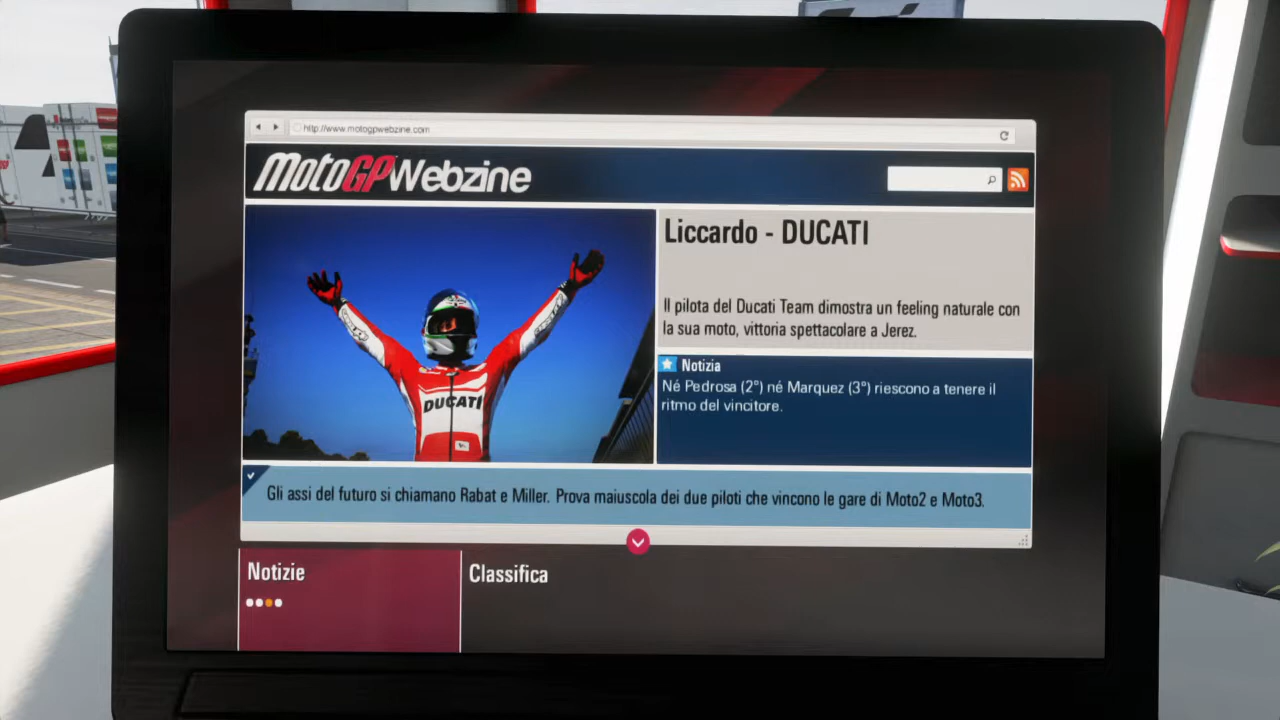 http://www.motogpwebzine.com
MotoGPWebzine
Liccardo - DUCATI
Il pilota del Ducati Team dimostra un feeling naturale con
la sua moto, vittoria spettacolare a Jerez.
Notizia
Né Pedrosa (2°) né Marquez (3°) riescono a tenere il
ritmo del vincitore.
DUCATI
Gli assi del futuro si chiamano Rabat e Miller. Prova maiuscola dei due piloti che vincono le gare di Moto2 e Moto3.
Notizie
Classifica